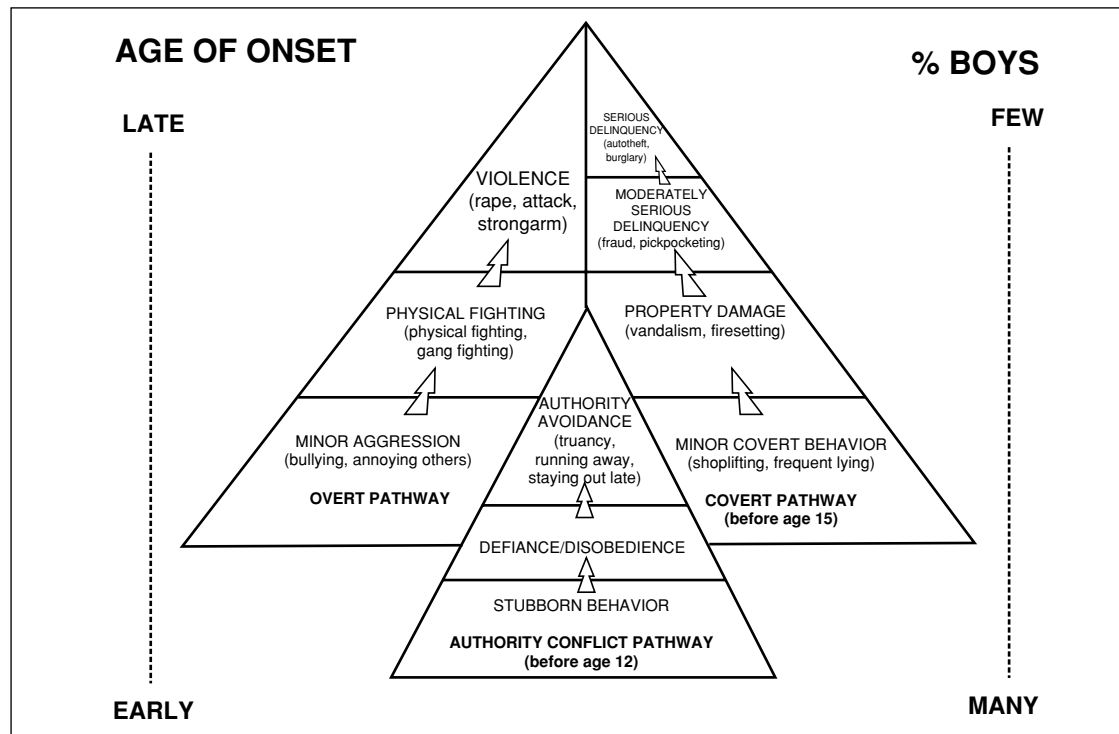 AGE OF ONSET
% BOYS
LATE
FEW
SERIOUS
DELINQUENCY
(autotheft,
burglary)
VIOLENCE
(rape, attack,
strongarm)
MODERATELY
SERIOUS
DELINQUENCY
(fraud, pickpocketing)
PHYSICAL FIGHTING
(physical fighting,
gang fighting)
PROPERTY DAMAGE
(vandalism, firesetting)
MINOR AGGRESSION
(bullying, annoying others)
OVERT PATHWAY
AUTHORITY
AVOIDANCE
(truancy,
running away,
staying out late)
MINOR COVERT BEHAVIOR
(shoplifting, frequent lying)
COVERT PATHWAY
(before age 15)
DEFIANCE/DISOBEDIENCE
STUBBORN BEHAVIOR
AUTHORITY CONFLICT PATHWAY
(before age 12)
EARLY
MANY